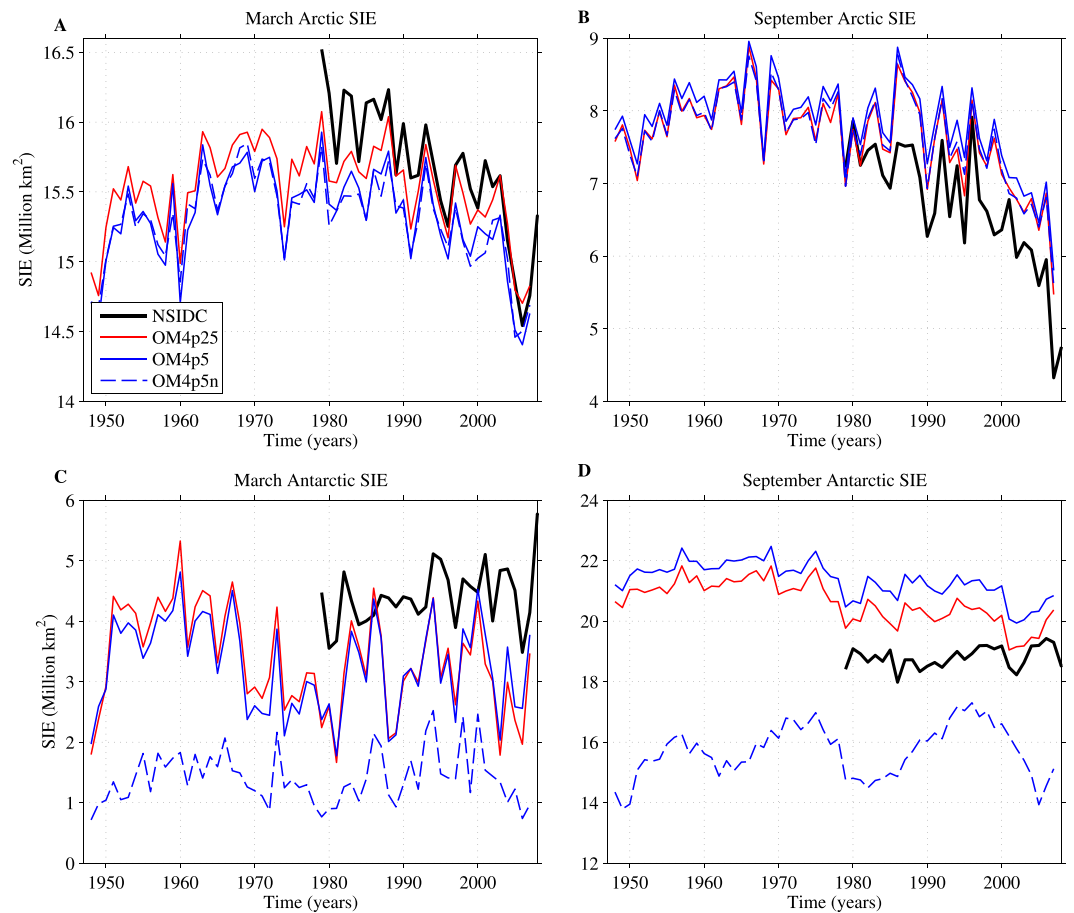 A
March Arctic SIE
16.5
16
15.5
15
14.5
14
SIE (Million km²)
NSIDC
OM4p25
OM4p5
OM4p5n
1950 1960 1970 1980 1990 2000
Time (years)
B
September Arctic SIE
9
8
7
6
5
4
1950 1960 1970 1980 1990 2000
Time (years)
C
March Antarctic SIE
6
5
4
3
2
1
0
SIE (Million km²)
1950 1960 1970 1980 1990 2000
Time (years)
D
September Antarctic SIE
24
22
20
18
16
14
12
1950 1960 1970 1980 1990 2000
Time (years)